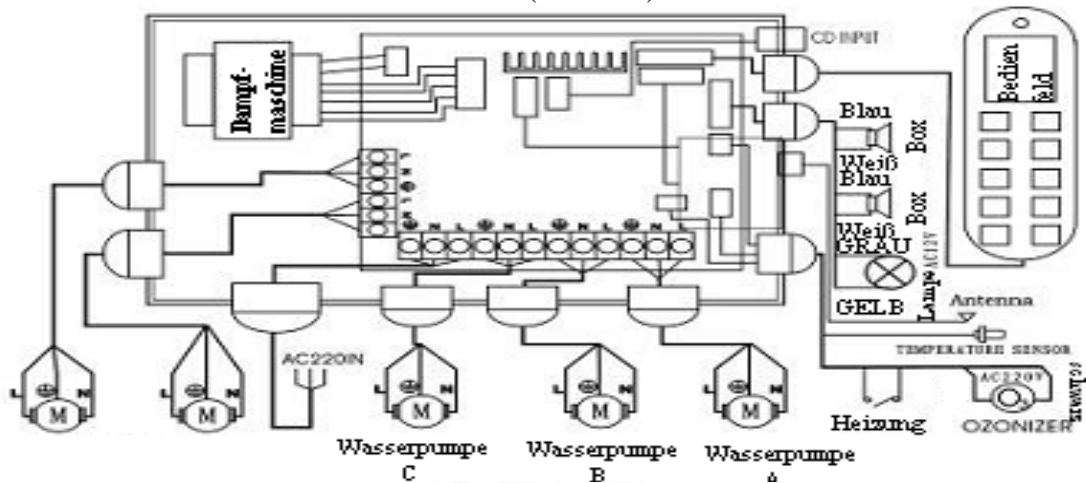 CD INPUT
Dampf-
maschine
Bedien
feld
Blau
Box
Weiß
Blau
Box
Weiß
GRAU
Lampe AC12V
GELB
Antenna
TEMPERATURE SENSOR
⏚ N L ⏚ N L ⏚ N L ⏚ N L
AC220IN
AC220V
L ⏚ N
L ⏚ N
L ⏚ N
L ⏚ N
L ⏚ N
M
M
M
M
M
Heizung
OZONIZER
Wasserpumpe
C
Wasserpumpe
B
Wasserpumpe
A